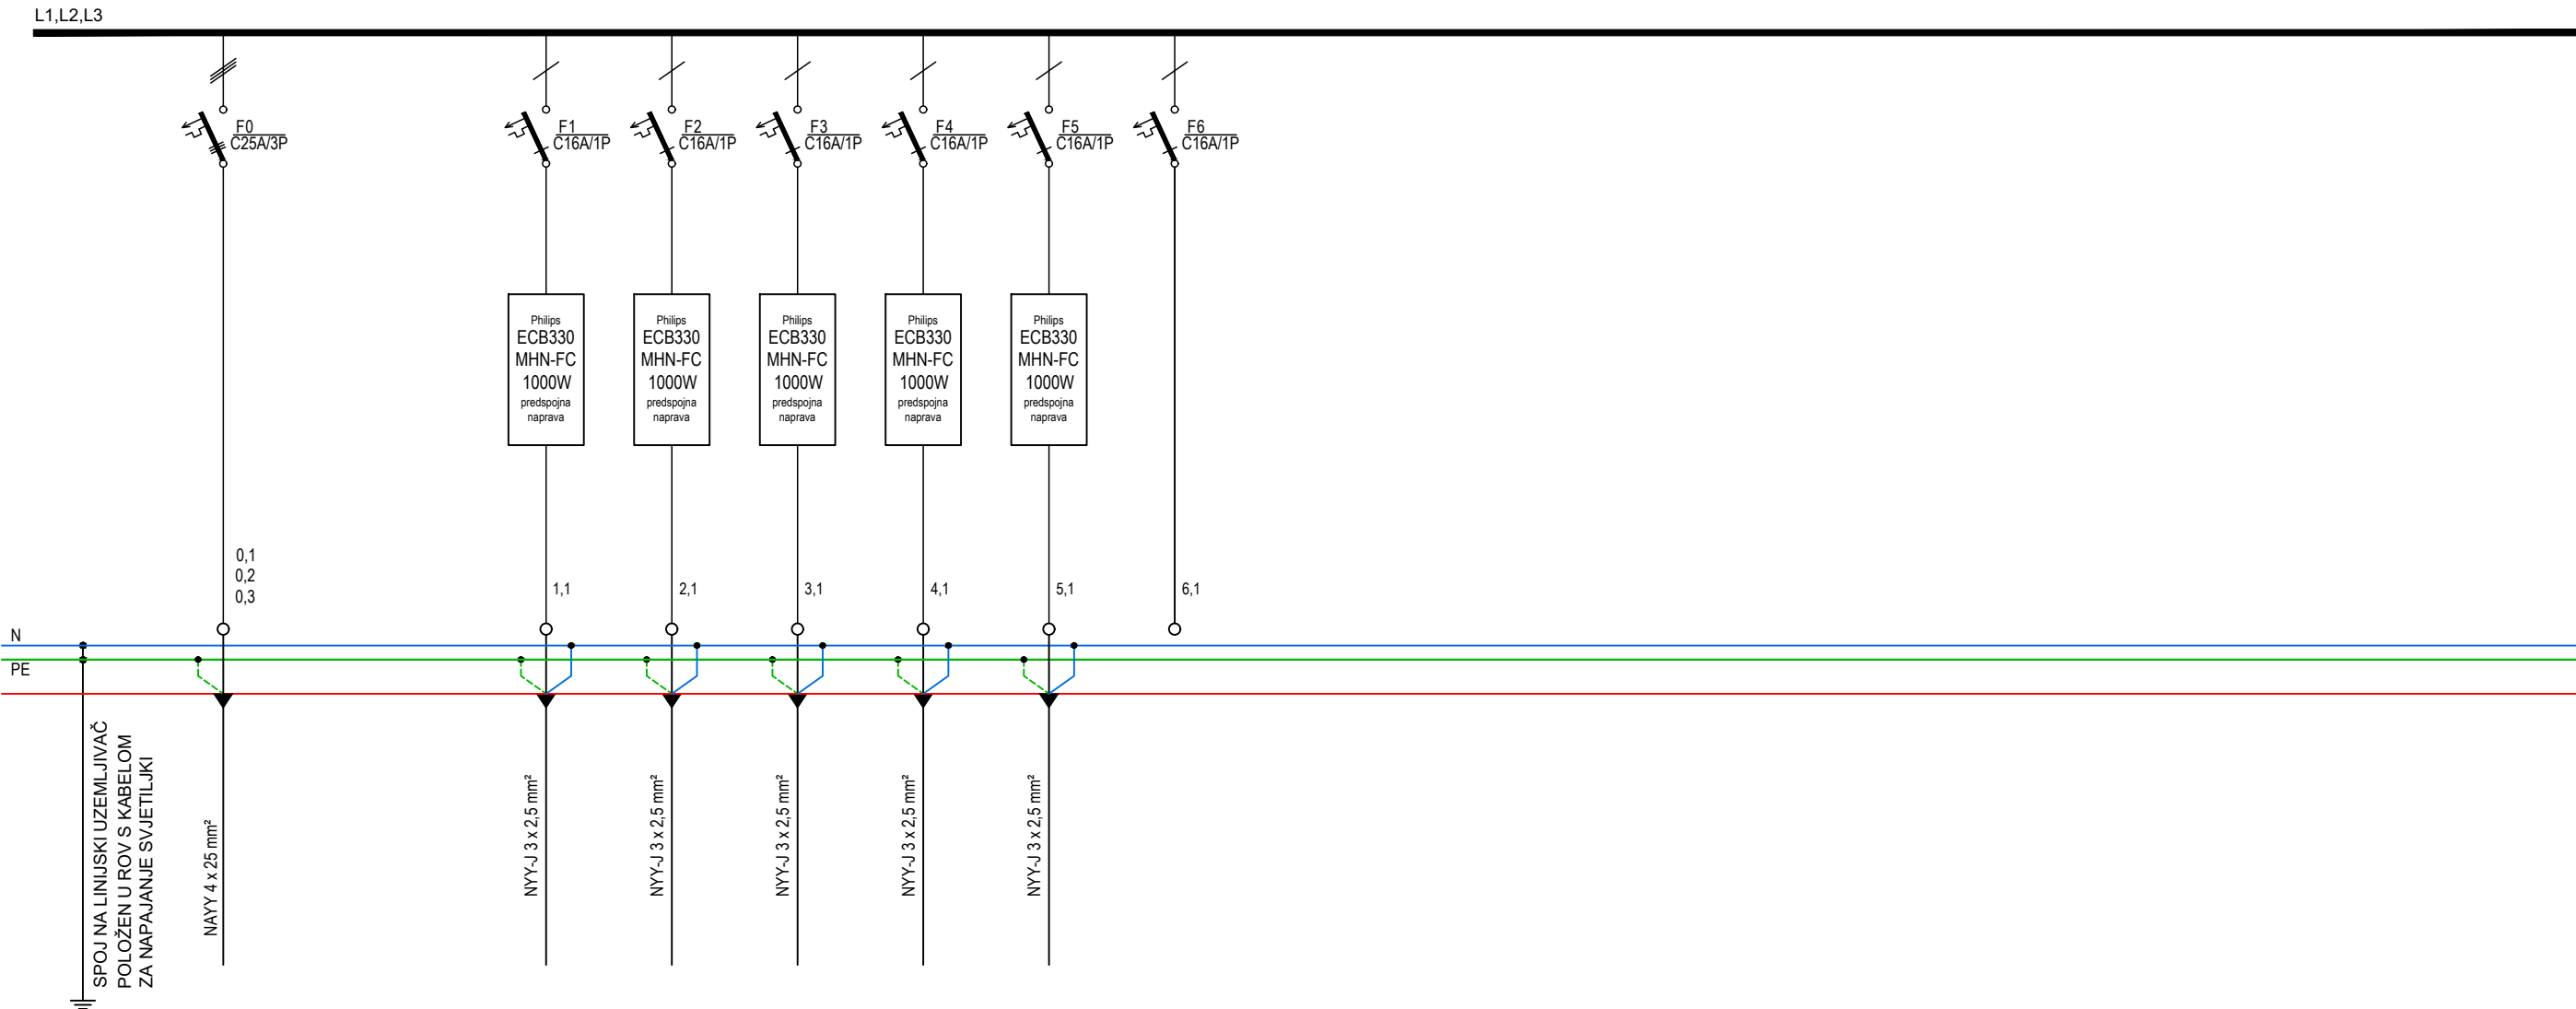 L1,L2,L3
F0
C25A/3P
F1
C16A/1P
F2
C16A/1P
F3
C16A/1P
F4
C16A/1P
F5
C16A/1P
F6
C16A/1P
Philips
ECB330
MHN-FC
1000W
predspojna
naprava
Philips
ECB330
MHN-FC
1000W
predspojna
naprava
Philips
ECB330
MHN-FC
1000W
predspojna
naprava
Philips
ECB330
MHN-FC
1000W
predspojna
naprava
Philips
ECB330
MHN-FC
1000W
predspojna
naprava
0,1
0,2
0,3
1,1
2,1
3,1
4,1
5,1
6,1
N
PE
SPOJ NA LINIJSKI UZEMLJIVAČ
POLOŽEN U ROV S KABELOM
ZA NAPAJANJE SVJETILJKI
NAYY 4 x 25 mm²
NYY-J 3 x 2,5 mm²
NYY-J 3 x 2,5 mm²
NYY-J 3 x 2,5 mm²
NYY-J 3 x 2,5 mm²
NYY-J 3 x 2,5 mm²